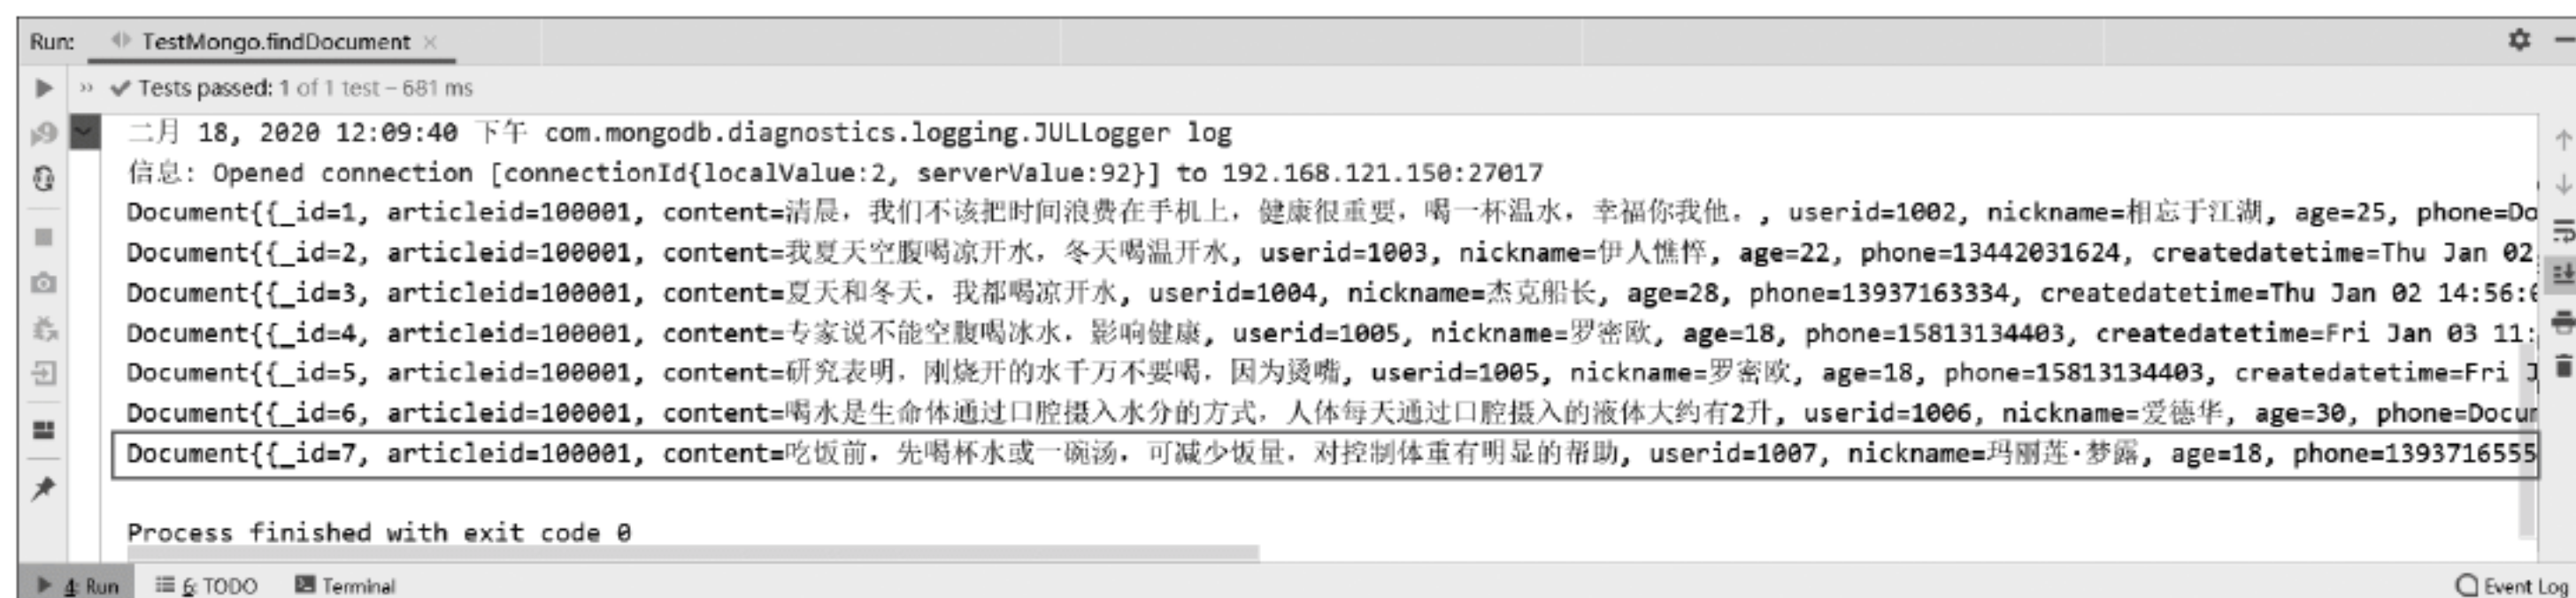 Run: TestMongo.findDocument ×
» ✔ Tests passed: 1 of 1 test – 681 ms
二月 18, 2020 12:09:40 下午 com.mongodb.diagnostics.logging.JULLogger log
信息: Opened connection [connectionId{localValue:2, serverValue:92}] to 192.168.121.150:27017
Document{{_id=1, articleid=100001, content=清晨，我们不该把时间浪费在手机上，健康很重要，喝一杯温水，幸福你我他。, userid=1002, nickname=相忘于江湖, age=25, phone=Do
Document{{_id=2, articleid=100001, content=我夏天空腹喝凉开水，冬天喝温开水, userid=1003, nickname=伊人憔悴, age=22, phone=13442031624, createdatetime=Thu Jan 02
Document{{_id=3, articleid=100001, content=夏天和冬天，我都喝凉开水, userid=1004, nickname=杰克船长, age=28, phone=13937163334, createdatetime=Thu Jan 02 14:56:
Document{{_id=4, articleid=100001, content=专家说不能空腹喝冰水，影响健康, userid=1005, nickname=罗密欧, age=18, phone=15813134403, createdatetime=Fri Jan 03 11:
Document{{_id=5, articleid=100001, content=研究表明，刚烧开的水千万不要喝，因为烫嘴, userid=1005, nickname=罗密欧, age=18, phone=15813134403, createdatetime=Fri J
Document{{_id=6, articleid=100001, content=喝水是生命体通过口腔摄入水分的方式，人体每天通过口腔摄入的液体大约有2升, userid=1006, nickname=爱德华, age=30, phone=Docu
Document{{_id=7, articleid=100001, content=吃饭前，先喝杯水或一碗汤，可减少饭量，对控制体重有明显的帮助, userid=1007, nickname=玛丽莲·梦露, age=18, phone=1393716555
Process finished with exit code 0
4: Run 6: TODO Terminal Event Log